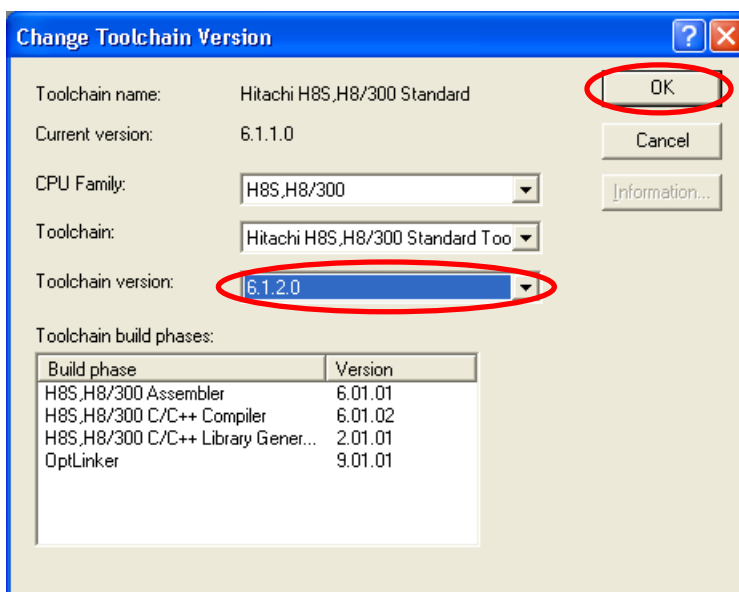 Change Toolchain Version
Toolchain name: Hitachi H8S,H8/300 Standard
OK
Current version: 6.1.1.0
Cancel
CPU Family: H8S,H8/300
Information...
Toolchain: Hitachi H8S,H8/300 Standard Too
Toolchain version: 6.1.2.0
Toolchain build phases:
Build phase Version
H8S,H8/300 Assembler 6.01.01
H8S,H8/300 C/C++ Compiler 6.01.02
H8S,H8/300 C/C++ Library Gener... 2.01.01
OptLinker 9.01.01